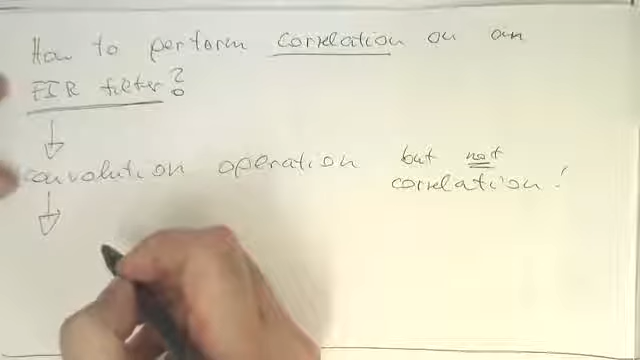 How to perform correlation on an
FIR filter?
convolution operation but not
correlation!